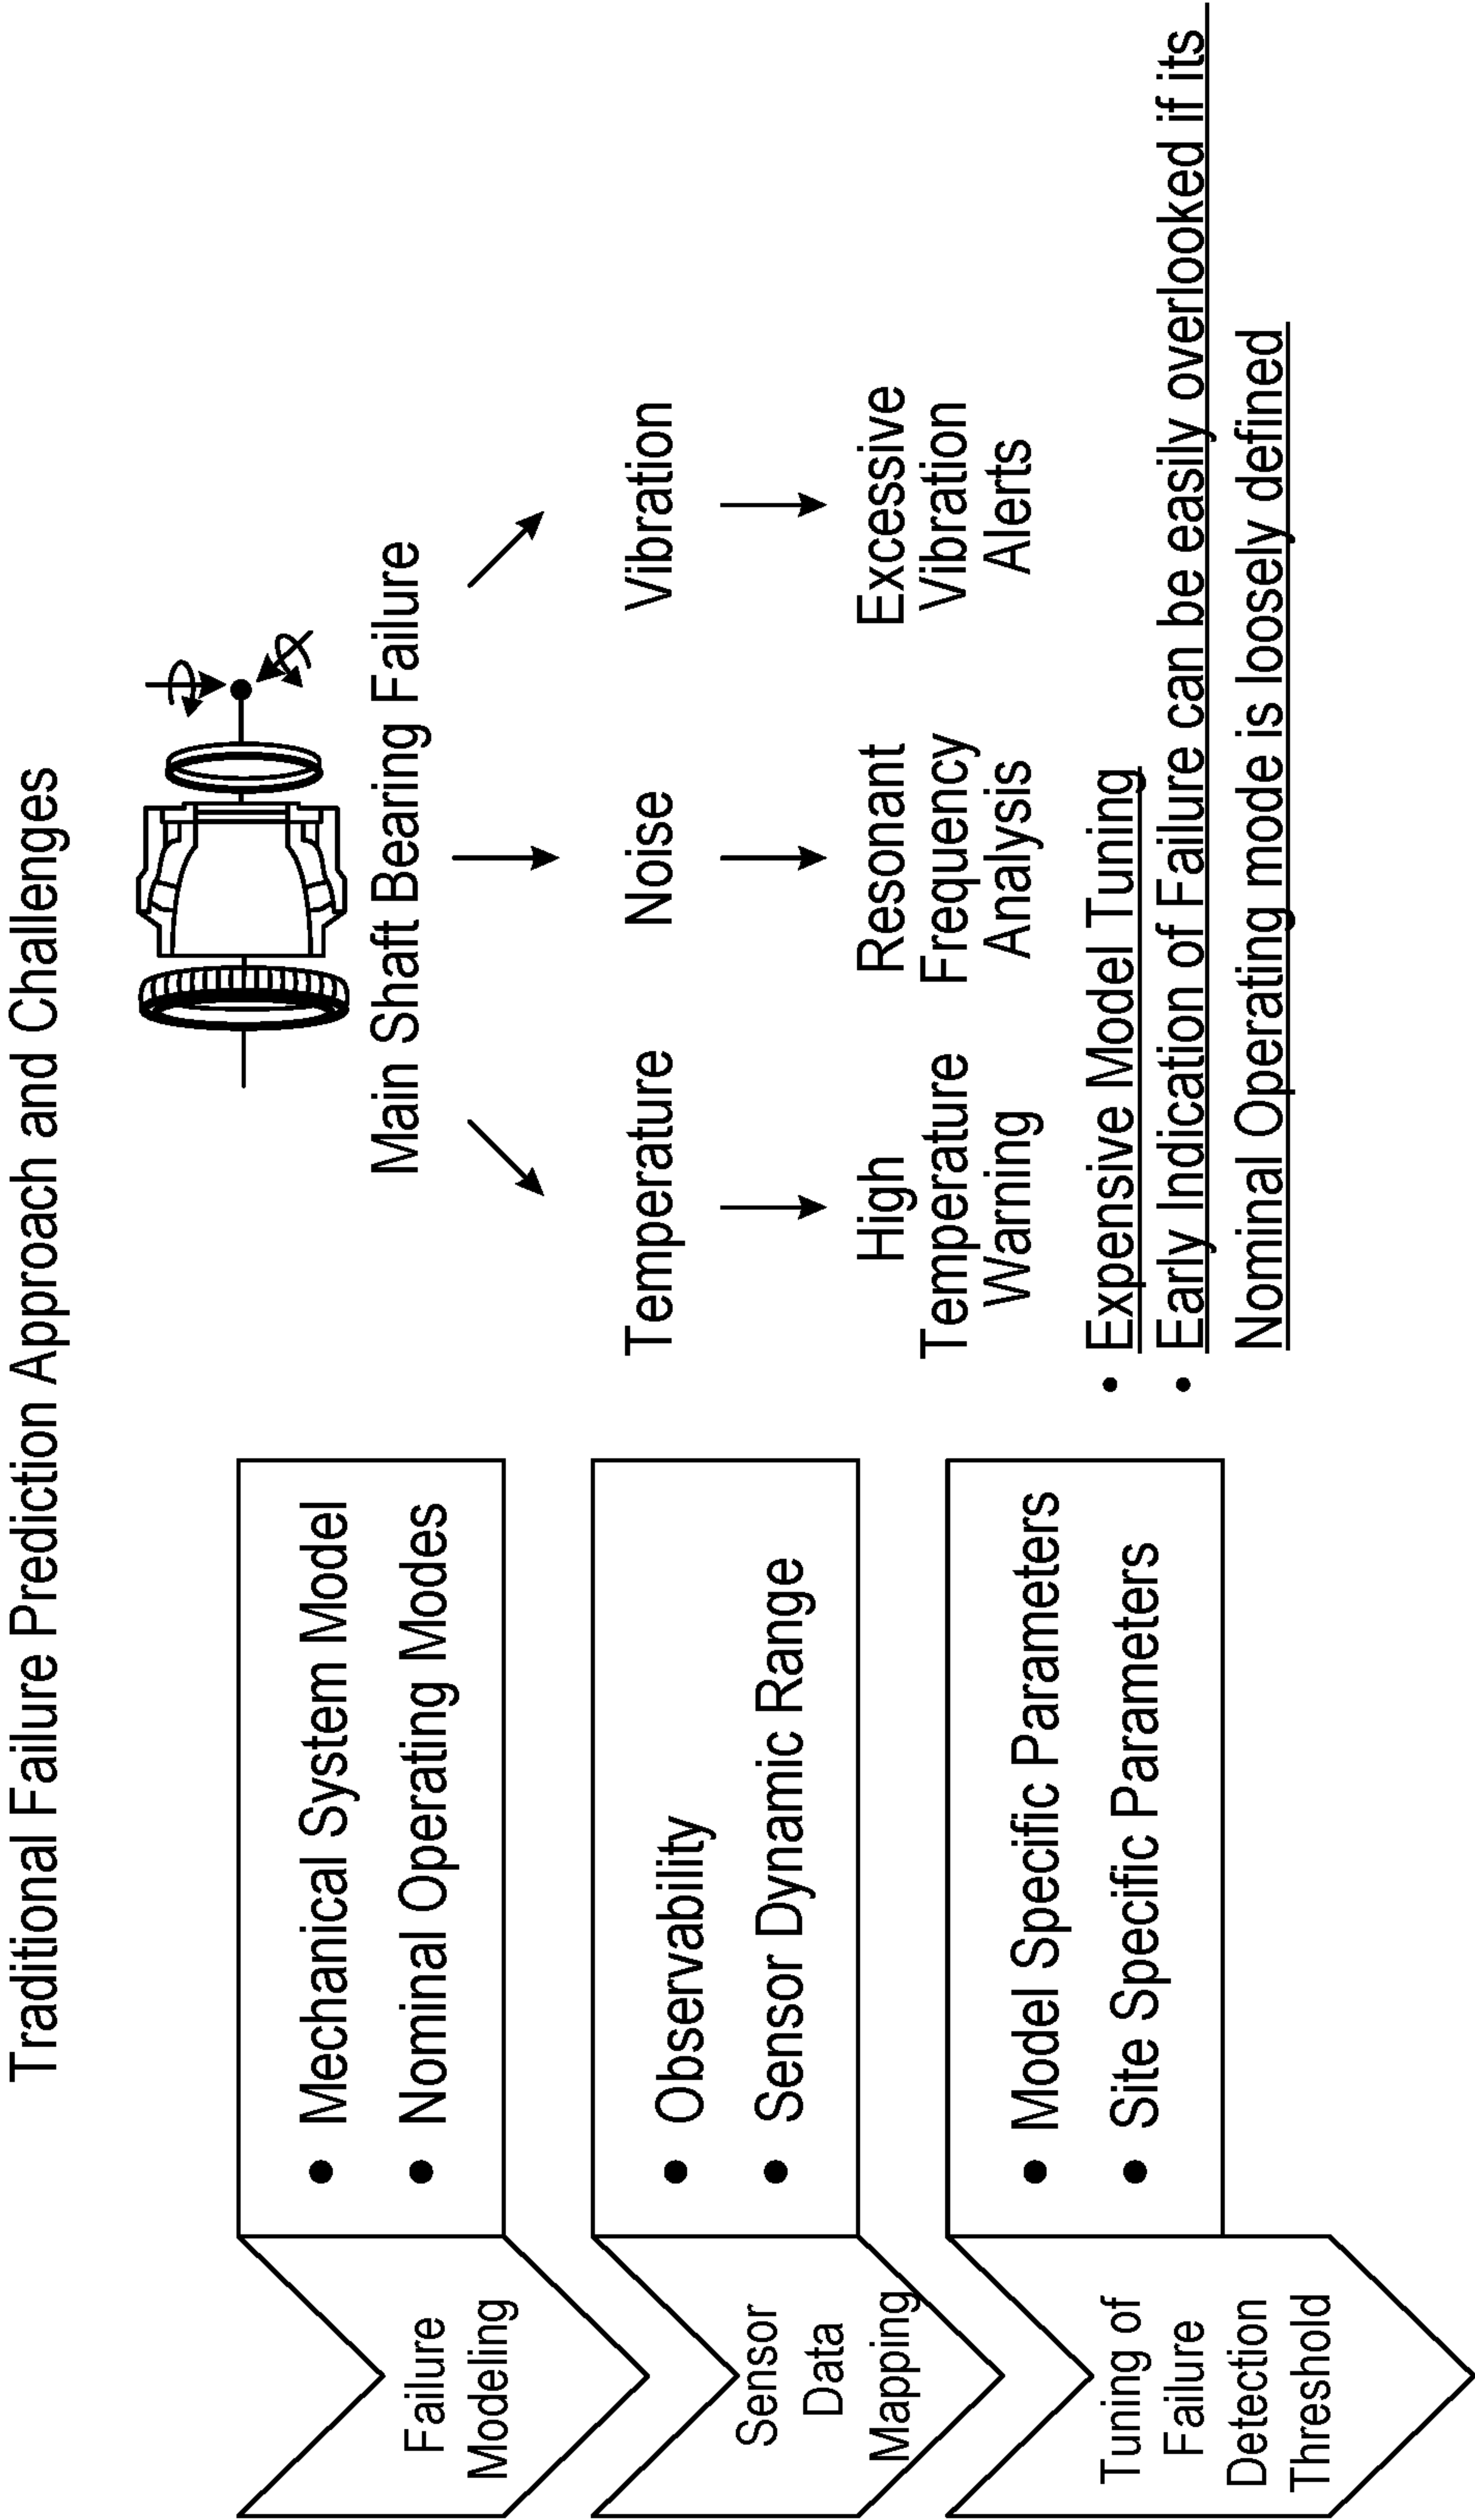 Traditional Failure Prediction Approach and Challenges
Failure
Modelling
• Mechanical System Model
• Nominal Operating Modes
Sensor
Data
Mapping
• Observability
• Sensor Dynamic Range
Tuning of
Failure
Detection
Threshold
• Model Specific Parameters
• Site Specific Parameters
Main Shaft Bearing Failure
Temperature
Noise
Vibration
High
Temperature
Warning
Resonant
Frequency
Analysis
Excessive
Vibration
Alerts
• Expensive Model Tuning
• Early Indication of Failure can be easily overlooked if its
Nominal Operating mode is loosely defined